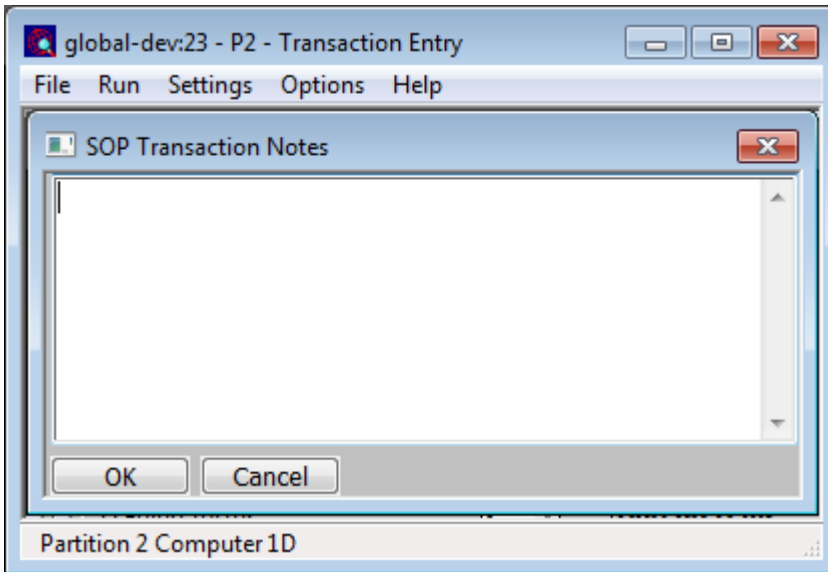 global-dev:23 - P2 - Transaction Entry
File Run Settings Options Help
SOP Transaction Notes
OK Cancel
Partition 2 Computer 1D